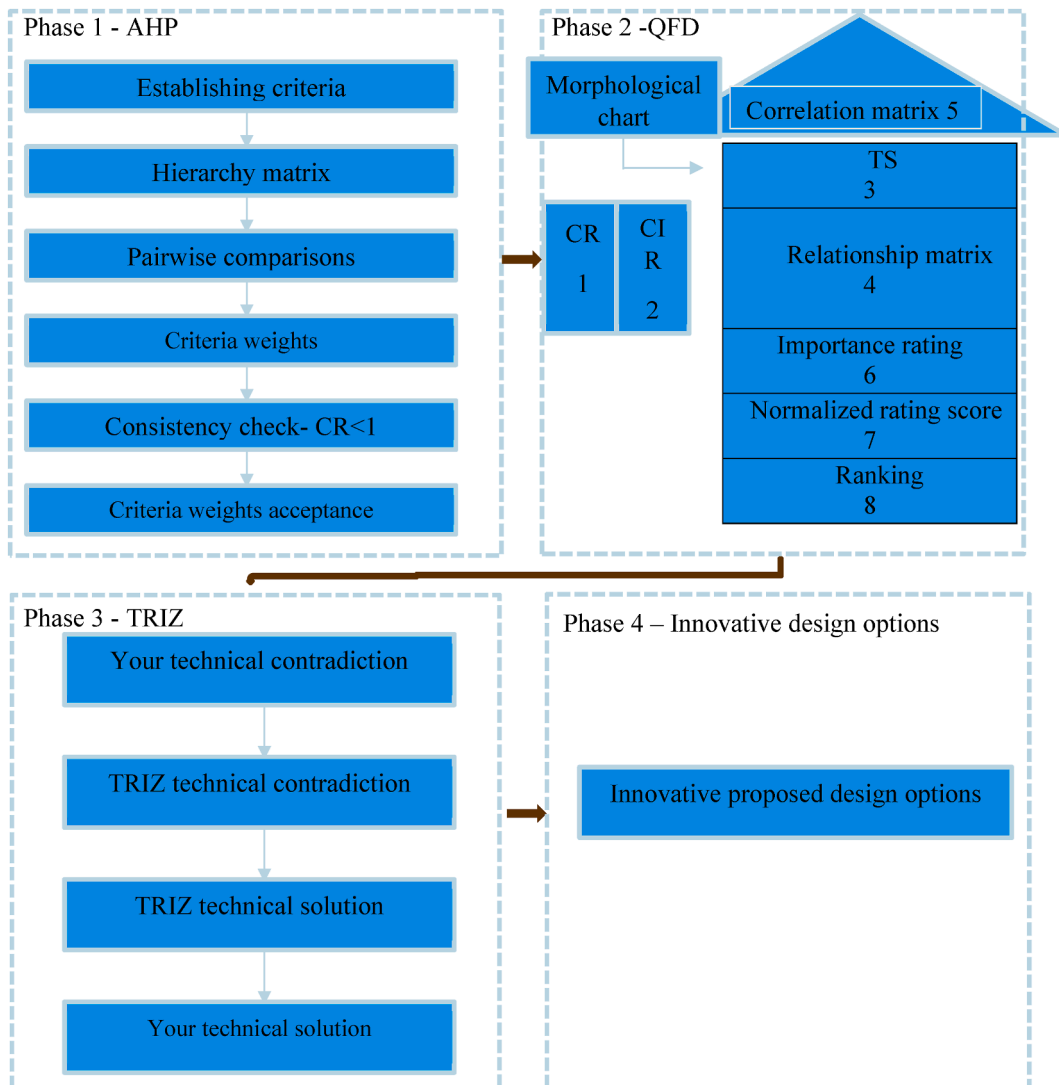 Phase 1 - AHP
Establishing criteria
Hierarchy matrix
Pairwise comparisons
Criteria weights
Consistency check- CR<1
Criteria weights acceptance
Phase 2 -QFD
Morphological
chart
Correlation matrix 5
TS
3
CR
1
CI
R
2
Relationship matrix
4
Importance rating
6
Normalized rating score
7
Ranking
8
Phase 3 - TRIZ
Your technical contradiction
TRIZ technical contradiction
TRIZ technical solution
Your technical solution
Phase 4 – Innovative design options
Innovative proposed design options